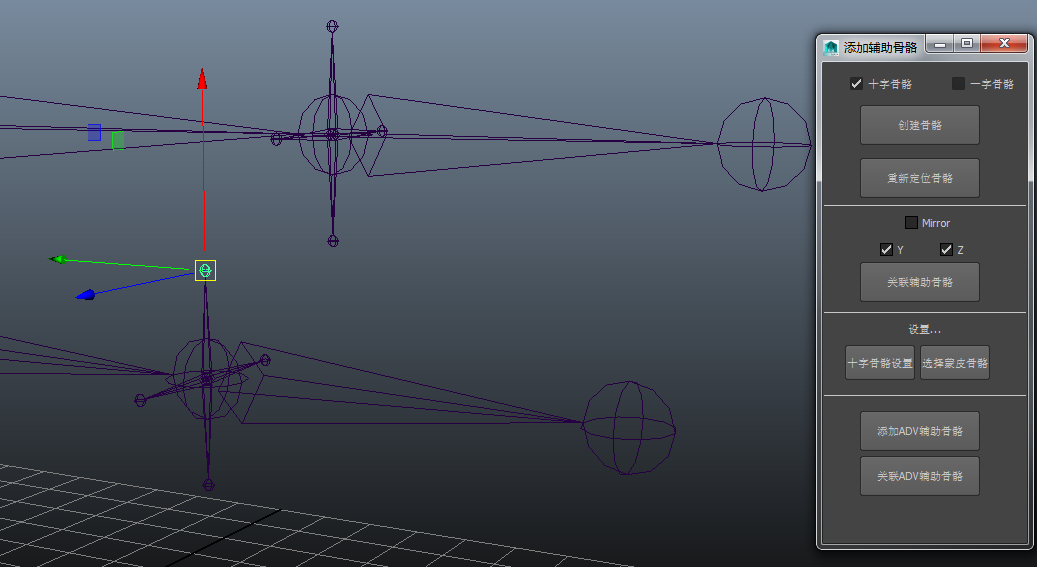 添加辅助骨骼
十字骨骼 一字骨骼
创建骨骼
重新定位骨骼
Mirror
Y Z
关联辅助骨骼
设置...
十字骨骼设置 选择蒙皮骨骼
添加ADV辅助骨骼
关联ADV辅助骨骼